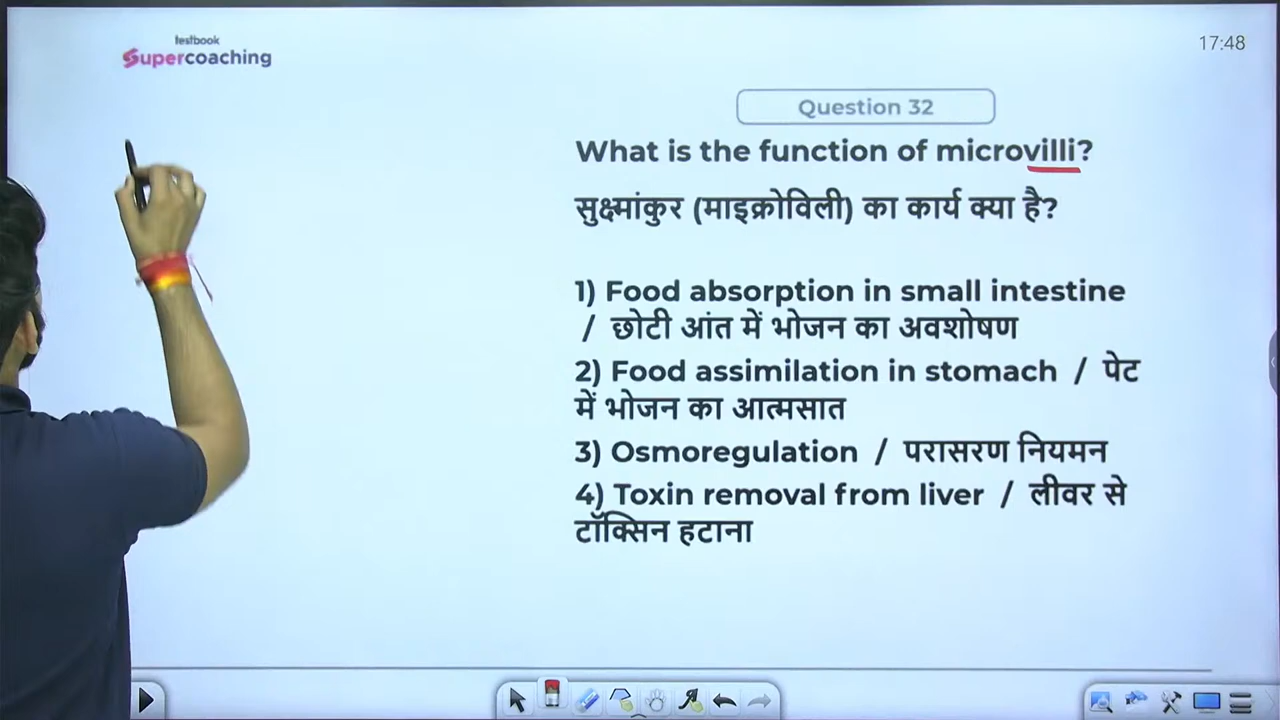 testbook
Supercoaching
17:48
Question 32
What is the function of microvilli?
सुक्ष्मांकुर (माइक्रोविली) का कार्य क्या है?
1) Food absorption in small intestine
/ छोटी आंत में भोजन का अवशोषण
2) Food assimilation in stomach / पेट
में भोजन का आत्मसात
3) Osmoregulation / परासरण नियमन
4) Toxin removal from liver / लीवर से
टॉक्सिन हटाना